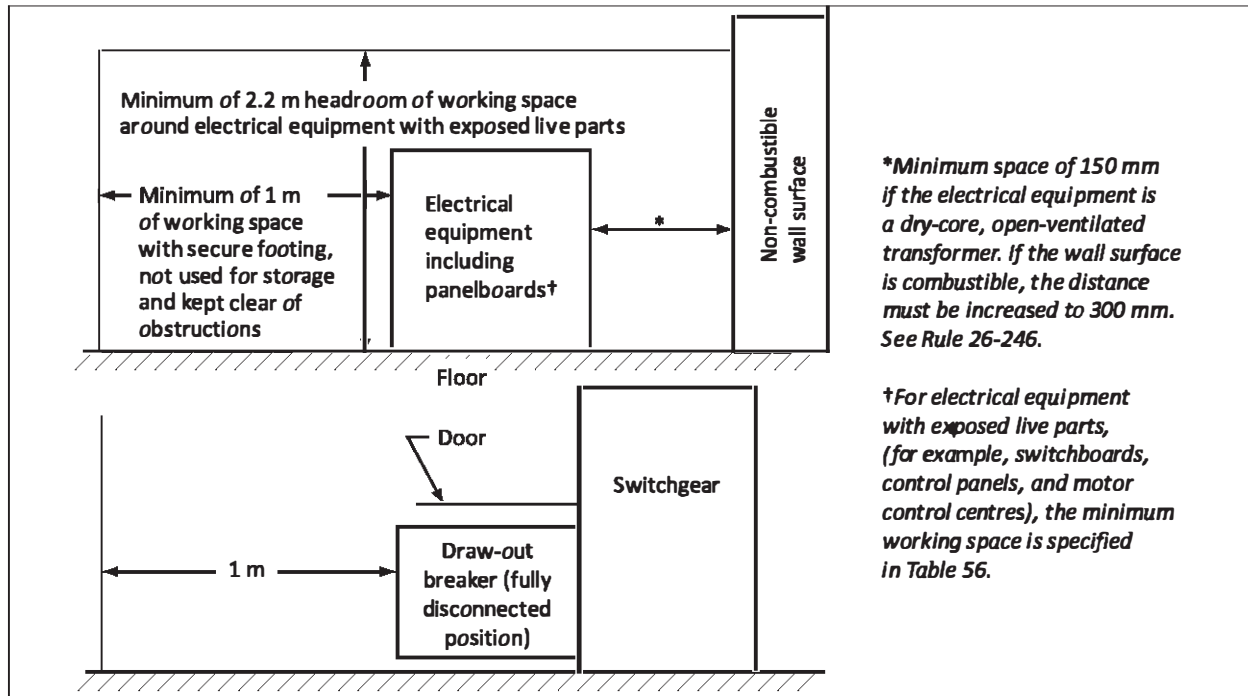 Minimum of 2.2 m headroom of working space
around electrical equipment with exposed live parts
Minimum of 1 m
of working space
with secure footing,
not used for storage
and kept clear of
obstructions
Electrical
equipment
including
panelboards†
*
Non-combustible
wall surface
Floor
*Minimum space of 150 mm
if the electrical equipment is
a dry-core, open-ventilated
transformer. If the wall surface
is combustible, the distance
must be increased to 300 mm.
See Rule 26-246.
Door
Switchgear
1 m
Draw-out
breaker (fully
disconnected
position)
†For electrical equipment
with exposed live parts,
(for example, switchboards,
control panels, and motor
control centres), the minimum
working space is specified
in Table 56.